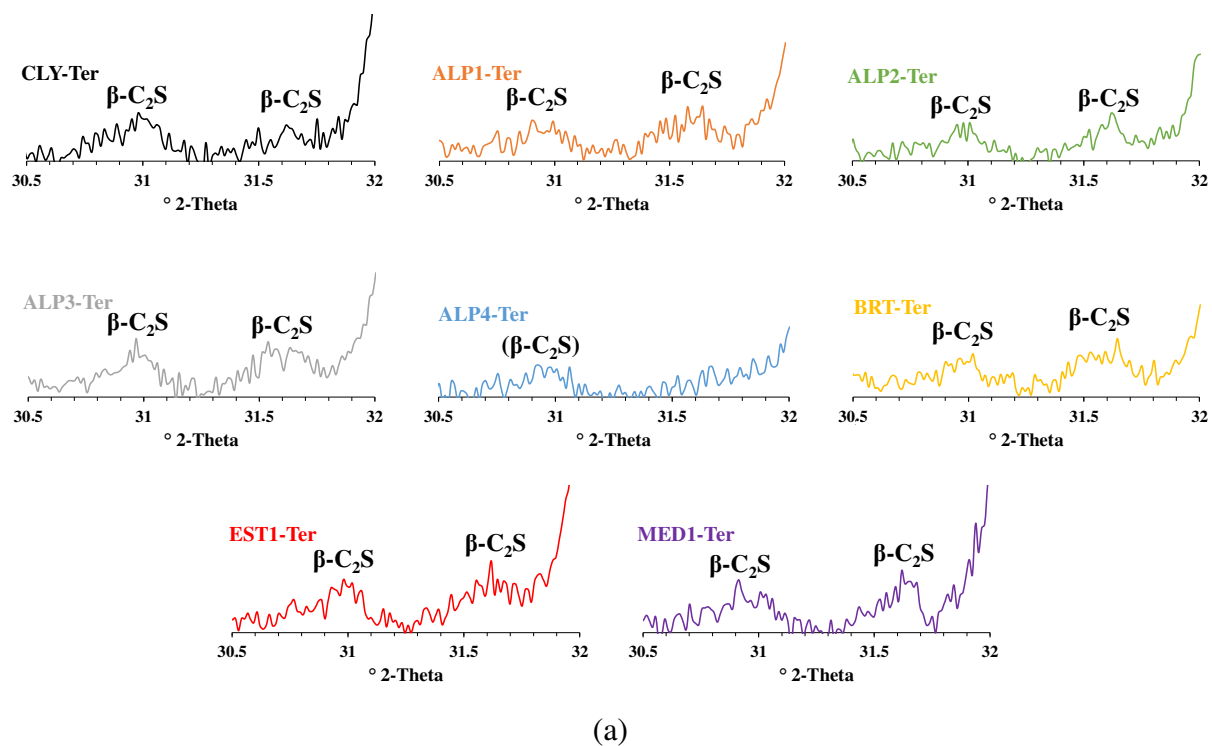 CLY-Ter
β-C₂S β-C₂S
30.5 31 31.5 32
° 2-Theta
ALP1-Ter
β-C₂S β-C₂S
30.5 31 31.5 32
° 2-Theta
ALP2-Ter
β-C₂S β-C₂S
30.5 31 31.5 32
° 2-Theta
ALP3-Ter
β-C₂S β-C₂S
30.5 31 31.5 32
° 2-Theta
ALP4-Ter
(β-C₂S)
30.5 31 31.5 32
° 2-Theta
BRT-Ter
β-C₂S β-C₂S
30.5 31 31.5 32
° 2-Theta
EST1-Ter
β-C₂S β-C₂S
30.5 31 31.5 32
° 2-Theta
MED1-Ter
β-C₂S β-C₂S
30.5 31 31.5 32
° 2-Theta
(a)